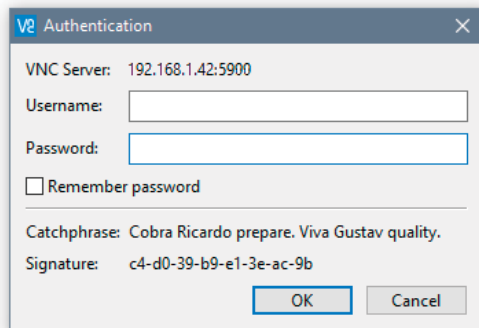 V2 Authentication
VNC Server: 192.168.1.42:5900
Username:
Password:
Remember password
Catchphrase: Cobra Ricardo prepare. Viva Gustav quality.
Signature: c4-d0-39-b9-e1-3e-ac-9b
OK Cancel